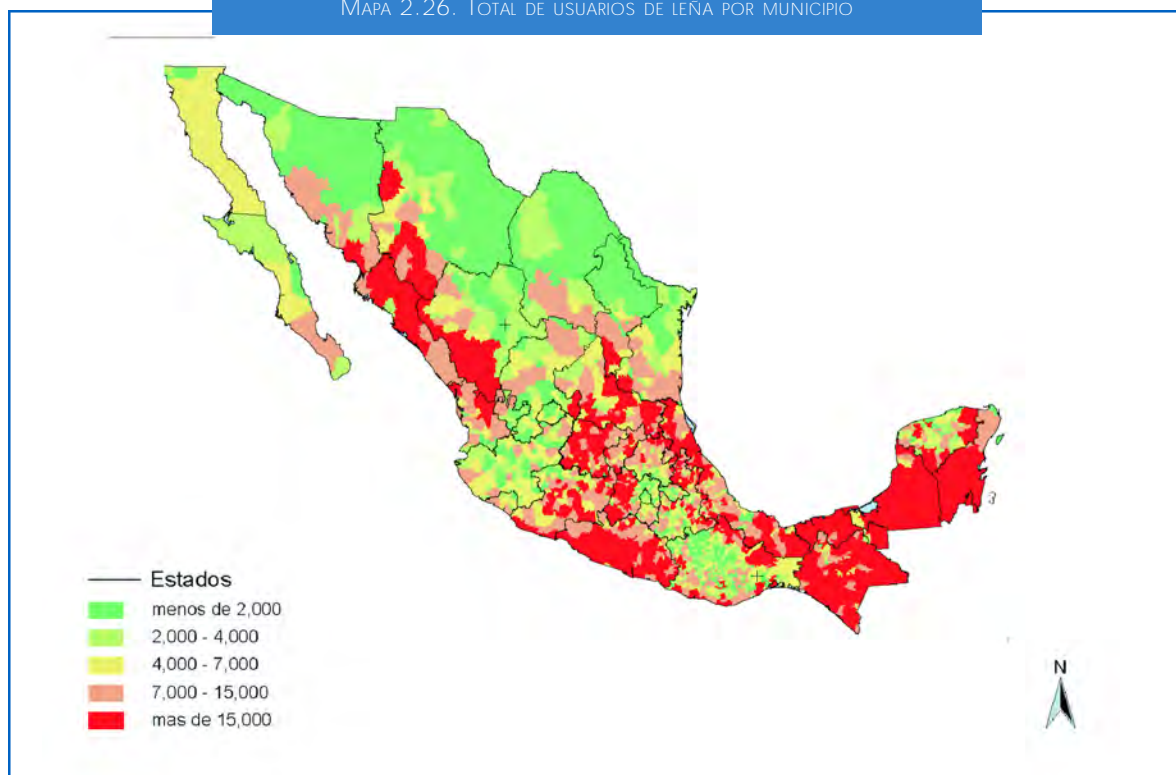 MAPA 2.26. TOTAL DE USUARIOS DE LEÑA POR MUNICIPIO
3
Estados
menos de 2,000
2,000 - 4,000
4,000 - 7,000
7,000 - 15,000
mas de 15,000
N